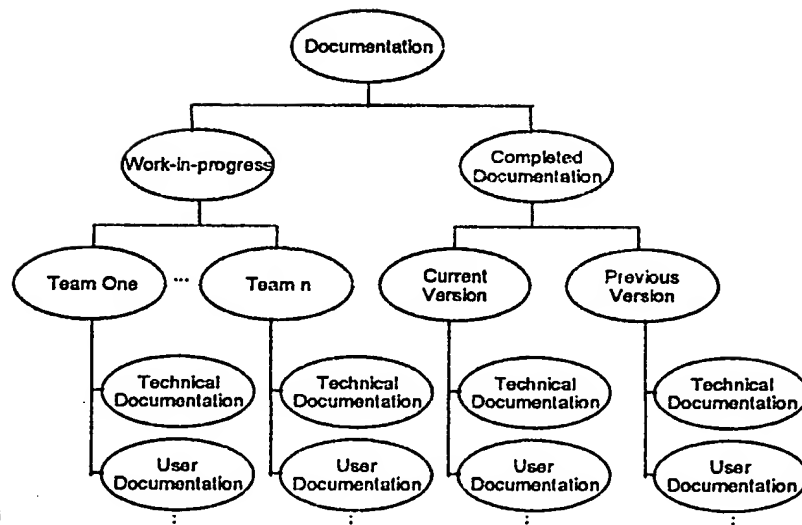 Documentation
Work-in-progress
Completed
Documentation
Team One
...
Team n
Current
Version
Previous
Version
Technical
Documentation
Technical
Documentation
Technical
Documentation
Technical
Documentation
User
Documentation
User
Documentation
User
Documentation
User
Documentation